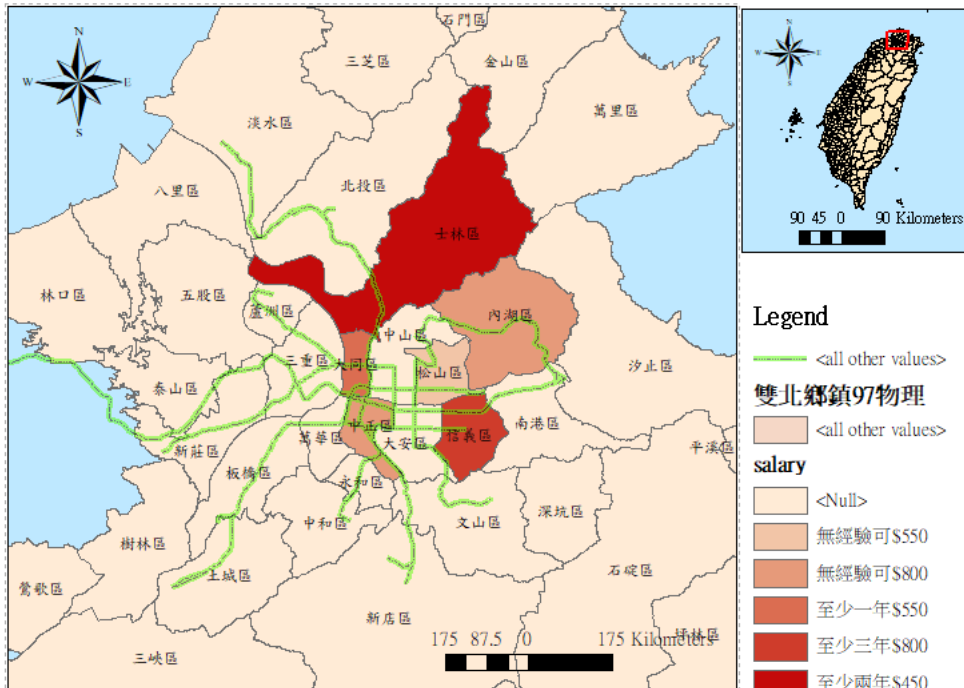 石門區
三芝區
金山區
萬里區
淡水區
北投區
八里區
士林區
林口區
五股區
蘆洲區
內湖區
中山區
三重區
大同區
松山區
汐止區
泰山區
南港區
中正區
信義區
萬華區
大安區
新莊區
平溪區
板橋區
永和區
中和區
文山區
深坑區
樹林區
土城區
石碇區
鶯歌區
新店區
坪林區
三峽區
N
W
E
S
175 87.5 0 175 Kilometers
N
W
E
S
90 45 0 90 Kilometers
Legend
<all other values>
雙北鄉鎮97物理
<all other values>
salary
<Null>
無經驗可$550
無經驗可$800
至少一年$550
至少三年$800
至少兩年$450